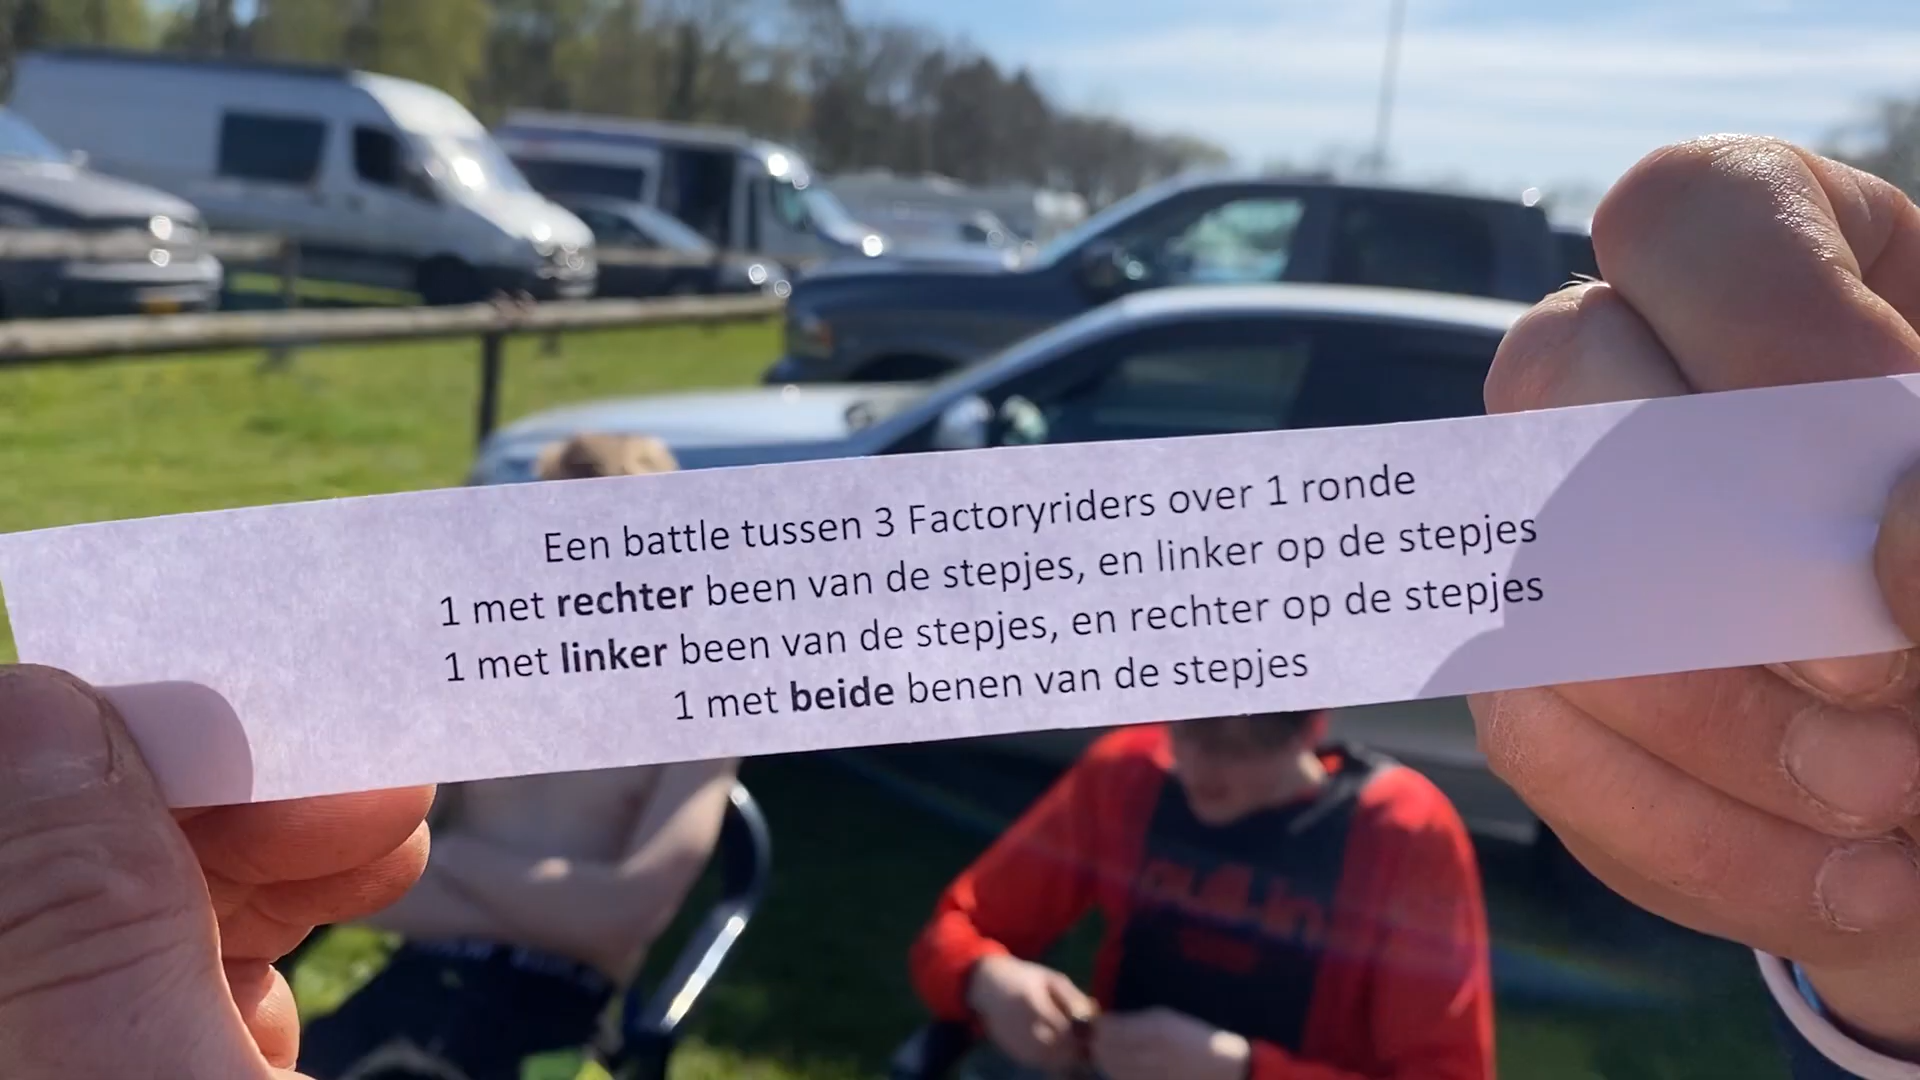 Een battle tussen 3 Factoryriders over 1 ronde
1 met rechter been van de stepjes, en linker op de stepjes
1 met linker been van de stepjes, en rechter op de stepjes
1 met beide benen van de stepjes